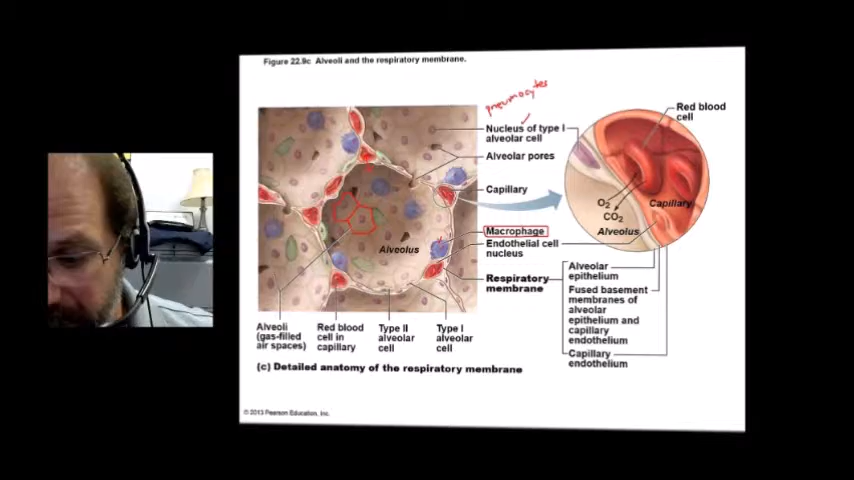 Figure 22.9c Alveoli and the respiratory membrane.
pneumocytes
Nucleus of type I
alveolar cell
Alveolar pores
Capillary
Macrophage
Endothelial cell
nucleus
Respiratory
membrane
Red blood
cell
O2
CO2
Capillary
Alveolus
Alveolus
Alveolar
epithelium
Fused basement
membranes of
alveolar
epithelium and
capillary
endothelium
Capillary
endothelium
Alveoli
(gas-filled
air spaces)
Red blood
cell in
capillary
Type II
alveolar
cell
Type I
alveolar
cell
(c) Detailed anatomy of the respiratory membrane
© 2013 Pearson Education, Inc.